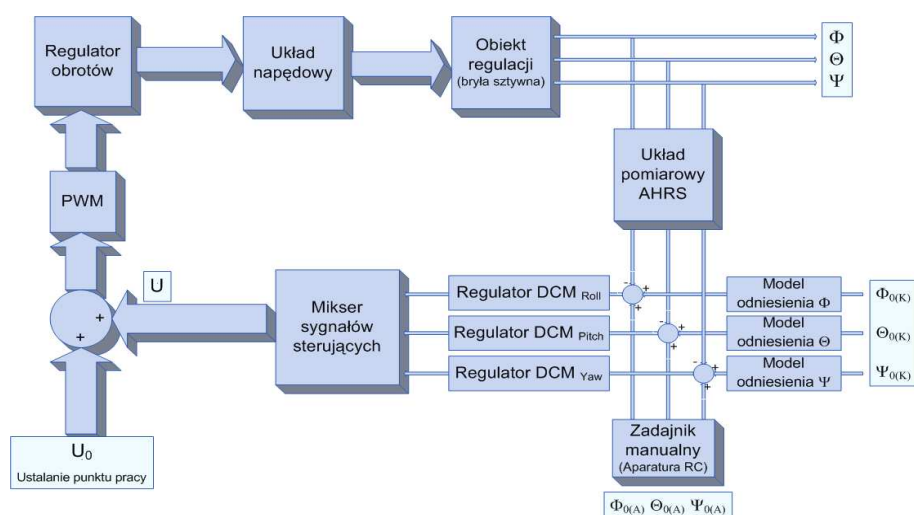 Regulator
obrotów
Układ
napędowy
Obiekt
regulacji
(bryła sztywna)
Φ
Θ
Ψ
Układ
pomiarowy
AHRS
PWM
U
+
+
Mikser
sygnałów
sterujących
Regulator DCM Roll
- + +
Model
odniesienia Φ
Φ0(K)
Regulator DCM Pitch
- + +
Model
odniesienia Θ
Θ0(K)
Regulator DCM Yaw
- + +
Model
odniesienia Ψ
Ψ0(K)
U0
Ustalanie punktu pracy
Zadajnik
manualny
(Aparatura RC)
Φ0(A) Θ0(A) Ψ0(A)